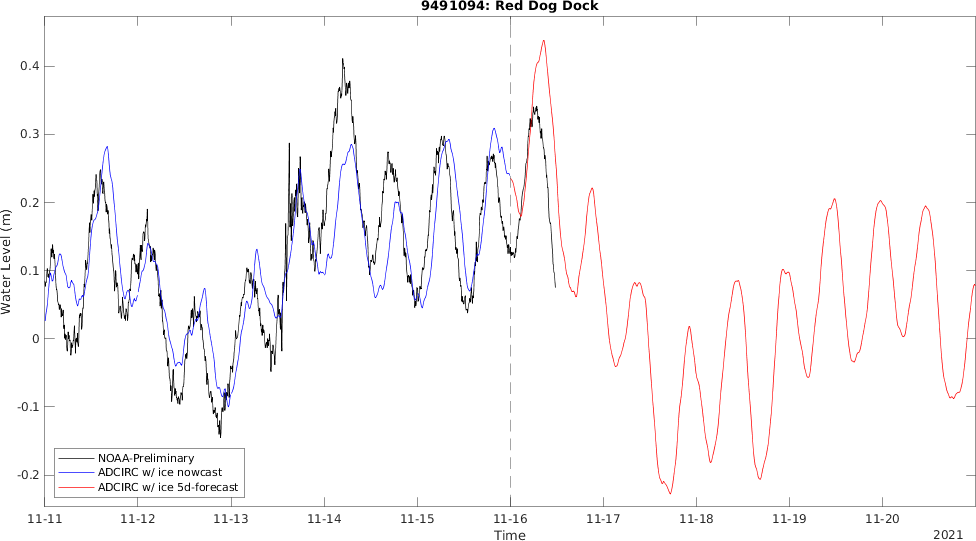 9491094: Red Dog Dock
Water Level (m)
0.4
0.3
0.2
0.1
0
-0.1
-0.2
NOAA-Preliminary
ADCIRC w/ ice nowcast
ADCIRC w/ ice 5d-forecast
11-11 11-12 11-13 11-14 11-15 11-16 11-17 11-18 11-19 11-20
Time
2021